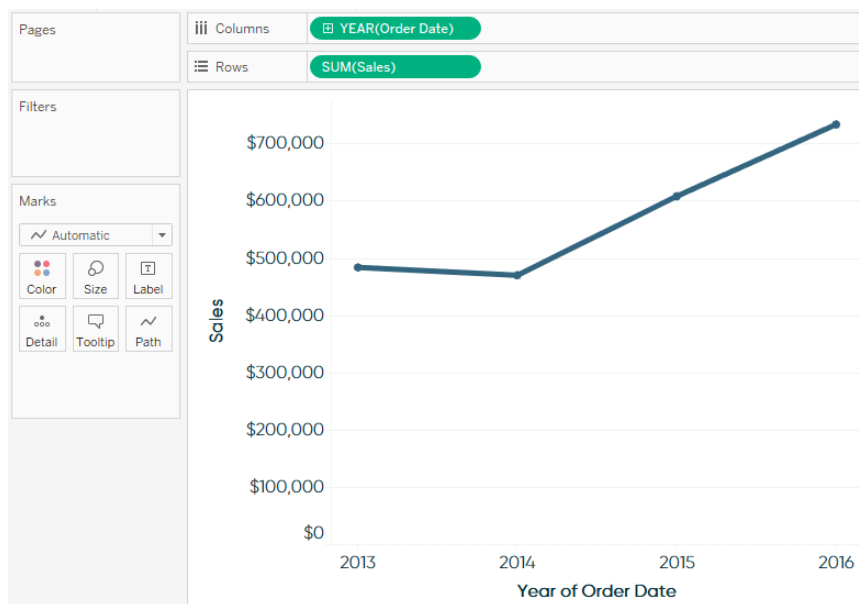 Pages
Columns
YEAR(Order Date)
Rows
SUM(Sales)
Filters
Marks
Automatic
Color
Size
Label
Detail
Tooltip
Path
Sales
$700,000
$600,000
$500,000
$400,000
$300,000
$200,000
$100,000
$0
2013 2014 2015 2016
Year of Order Date